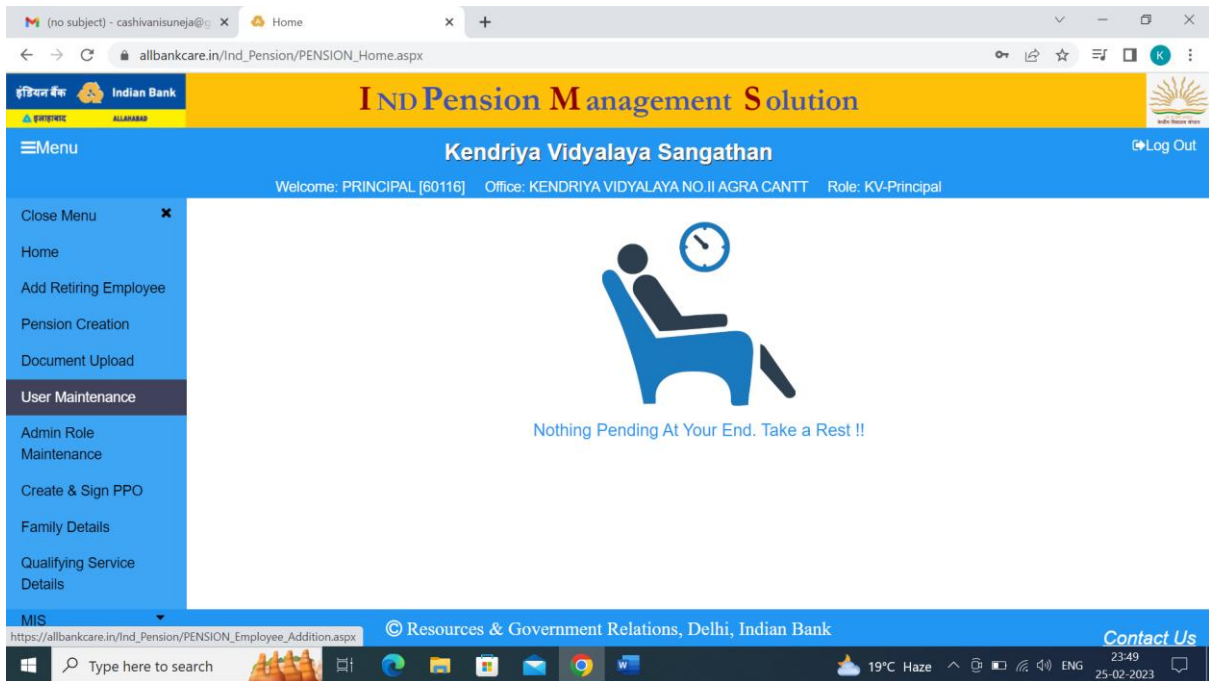 (no subject) - cashivanisuneja@g
Home
allbankcare.in/Ind_Pension/PENSION_Home.aspx
K
इंडियन बैंक Indian Bank
इलाहाबाद ALLAHABAD
IND Pension Management Solution
Menu
Kendriya Vidyalaya Sangathan
Log Out
Welcome: PRINCIPAL [60116] Office: KENDRIYA VIDYALAYA NO.II AGRA CANTT Role: KV-Principal
Close Menu
Home
Add Retiring Employee
Pension Creation
Document Upload
User Maintenance
Admin Role
Maintenance
Create & Sign PPO
Family Details
Qualifying Service
Details
MIS
Nothing Pending At Your End. Take a Rest !!
https://allbankcare.in/Ind_Pension/PENSION_Employee_Addition.aspx
© Resources & Government Relations, Delhi, Indian Bank
Contact Us
Type here to search
19°C Haze
ENG
23:49
25-02-2023